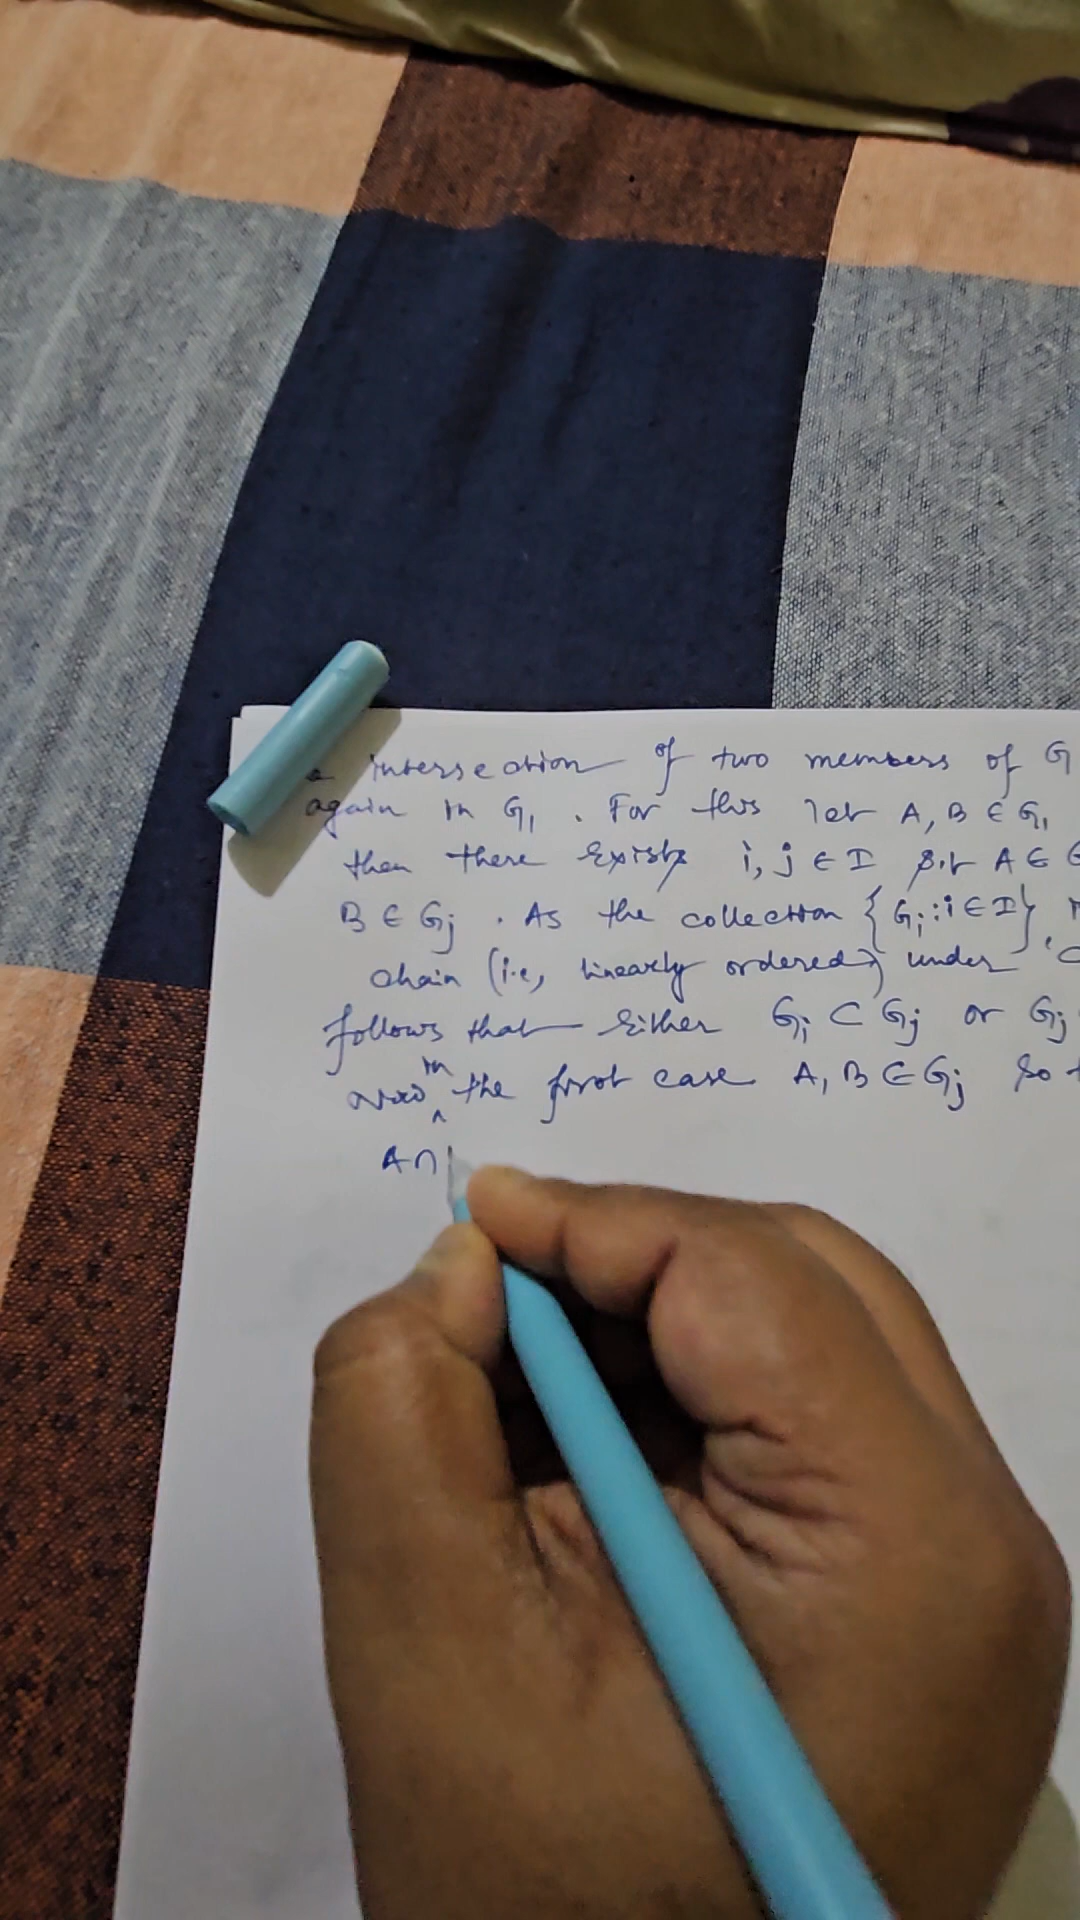 intersection of two members of G
again in G₁ . For this let A, B ∈ G₁
then there exists i, j ∈ I s.t A ∈ G
B ∈ Gj . As the collection {Gi : i ∈ I}
chain (i.e, linearly ordered) under '⊂
follows that either Gi ⊂ Gj or Gj
Now in the first case A, B ∈ Gj so
A ∩